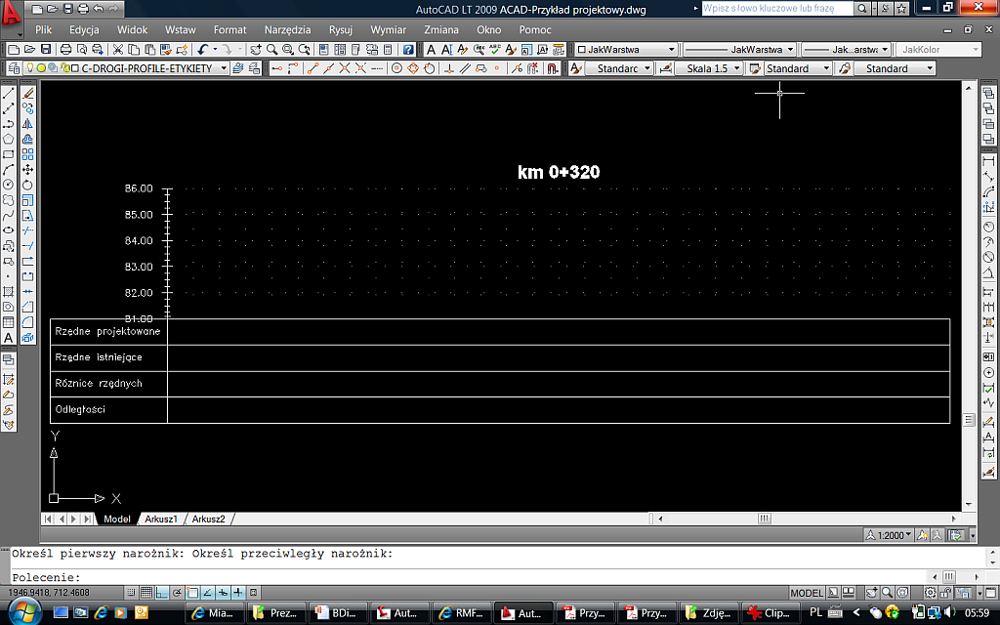 AutoCAD LT 2009 ACAD-Przykład projektowy.dwg
Wpisz słowo kluczowe lub frazę
Plik Edycja Widok Wstaw Format Narzędzia Rysuj Wymiar Zmiana Okno Pomoc
JakWarstwa JakWarstwa Jak...arstwa JakKolor
C-DROGI-PROFILE-ETYKIETY Standard Skala 1.5 Standard Standard
km 0+320
86.00
85.00
84.00
83.00
82.00
81.00
Rzędne projektowane
Rzędne istniejące
Różnice rzędnych
Odległości
Y
X
Model Arkusz1 Arkusz2
1:2000
Określ pierwszy narożnik: Określ przeciwległy narożnik:
Polecenie:
1946.9418, 712.4608
MODEL
Mia... Prez... BDi... Aut... RMF... Aut... Przy... Przy... Zdję... Clip... PL 05:59